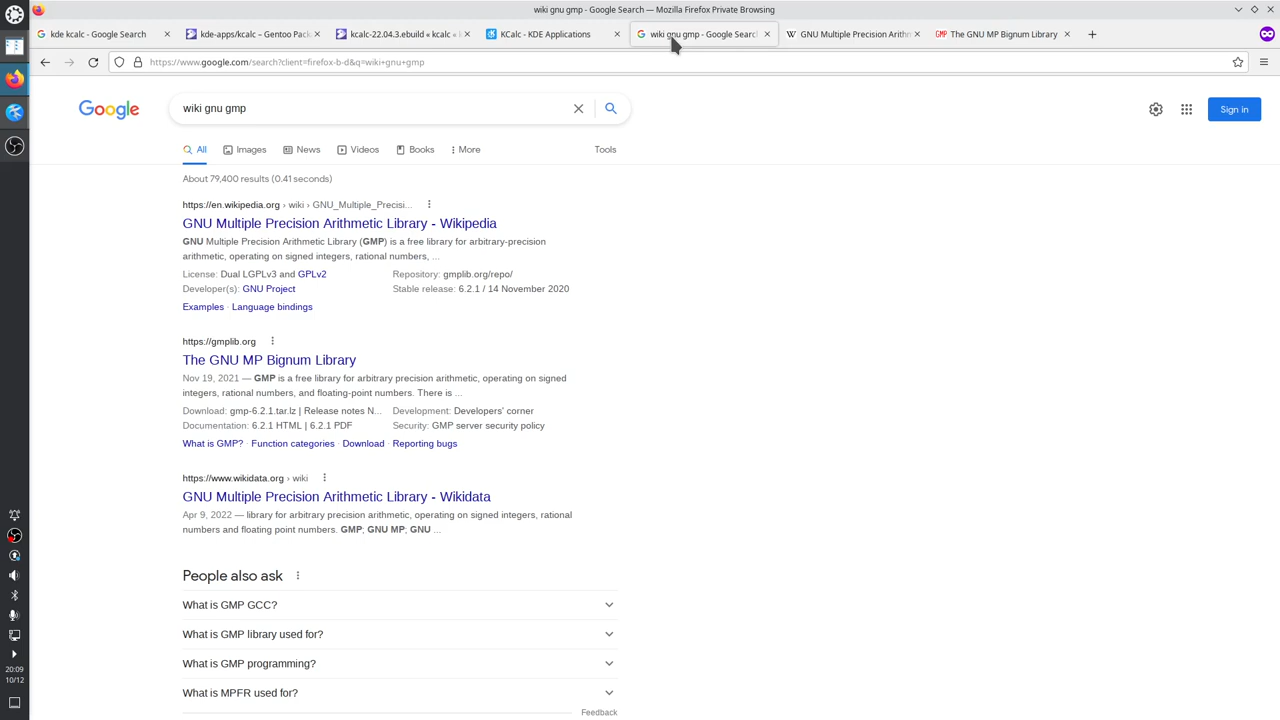 wiki gnu gmp - Google Search — Mozilla Firefox Private Browsing
kde kcalc - Google Search
kde-apps/kcalc – Gentoo Pack
kcalc-22.04.3.ebuild « kcalc «
KCalc - KDE Applications
wiki gnu gmp - Google Search
GNU Multiple Precision Arithm
GMP
The GNU MP Bignum Library
https://www.google.com/search?client=firefox-b-d&q=wiki+gnu+gmp
Google
wiki gnu gmp
Sign in
All
Images
News
Videos
Books
More
Tools
About 79,400 results (0.41 seconds)
https://en.wikipedia.org › wiki › GNU_Multiple_Precisi...
GNU Multiple Precision Arithmetic Library - Wikipedia
GNU Multiple Precision Arithmetic Library (GMP) is a free library for arbitrary-precision
arithmetic, operating on signed integers, rational numbers, ...
License: Dual LGPLv3 and GPLv2
Repository: gmplib.org/repo/
Developer(s): GNU Project
Stable release: 6.2.1 / 14 November 2020
Examples · Language bindings
https://gmplib.org
The GNU MP Bignum Library
Nov 19, 2021 — GMP is a free library for arbitrary precision arithmetic, operating on signed
integers, rational numbers, and floating-point numbers. There is ...
Download: gmp-6.2.1.tar.lz | Release notes N...
Development: Developers' corner
Documentation: 6.2.1 HTML | 6.2.1 PDF
Security: GMP server security policy
What is GMP? · Function categories · Download · Reporting bugs
https://www.wikidata.org › wiki
GNU Multiple Precision Arithmetic Library - Wikidata
Apr 9, 2022 — library for arbitrary precision arithmetic, operating on signed integers, rational
numbers and floating point numbers. GMP; GNU MP; GNU ...
People also ask
What is GMP GCC?
What is GMP library used for?
What is GMP programming?
What is MPFR used for?
Feedback
20:09
10/12